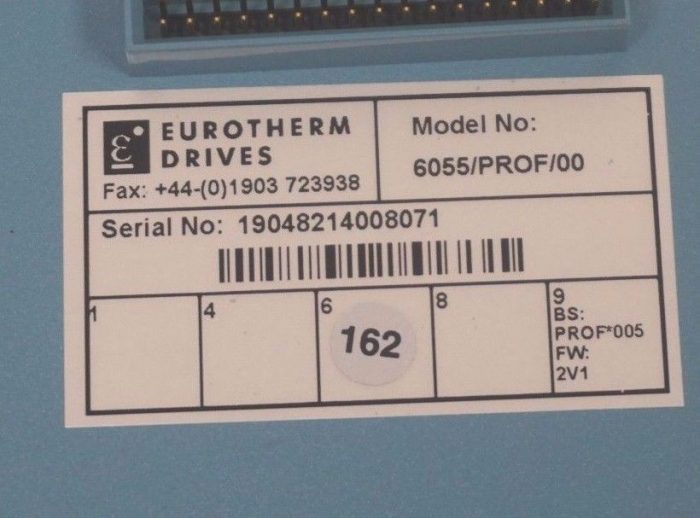 EUROTHERM
DRIVES
Fax: +44-(0)1903 723938
Model No:
6055/PROF/00
Serial No: 19048214008071
1
4
6
162
8
9
BS:
PROF*005
FW:
2V1